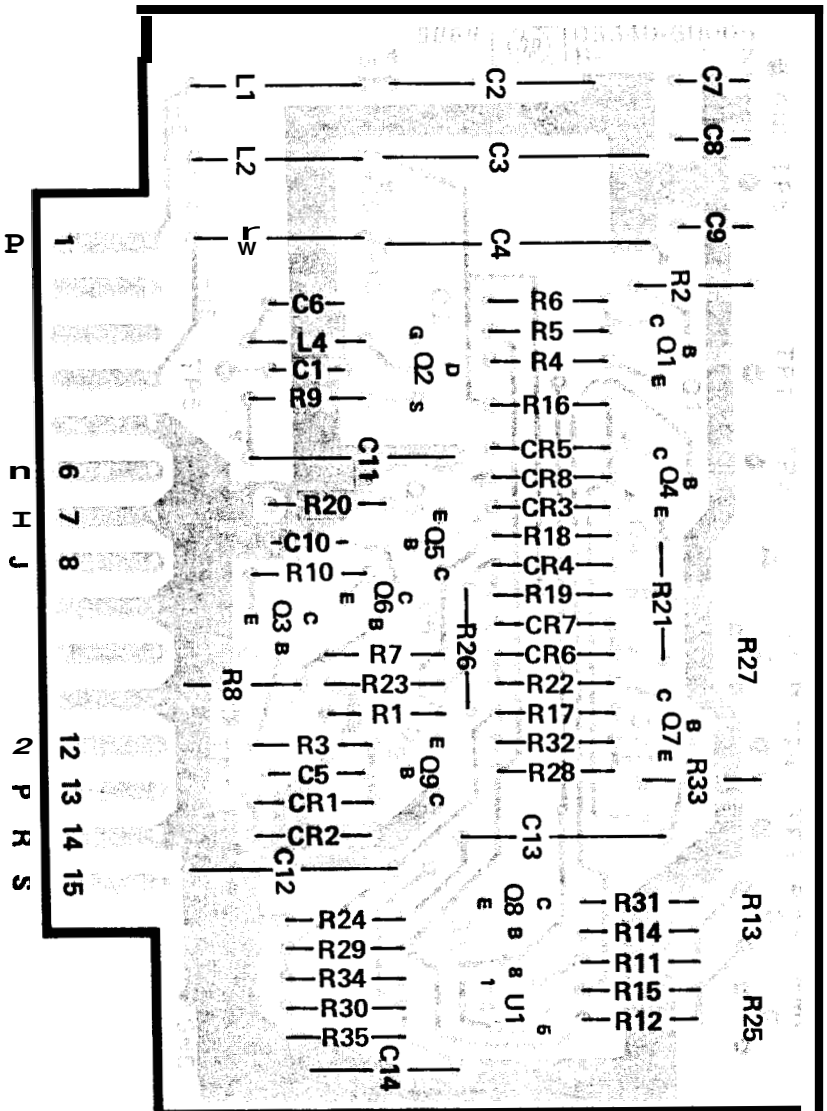 05340-60005
L1
C2
C7
C8
L2
C3
C9
P
1
C4
R2
C6
R6
G
L4
Q2
D
R5
C
Q1
B
C1
R4
E
R9
S
R16
C11
CR5
C
Q4
B
n
6
CR8
R20
E
CR3
E
I
7
Q5
B
R18
J
8
C10
C
CR4
R10
R21
E
Q6
C
B
R19
E
Q3
C
B
CR7
R27
R7
R26
CR6
R8
R23
R22
C
R1
R17
Q7
B
2
12
R3
E
R32
E
C5
Q9
B
R28
R33
P
13
CR1
C
R
14
CR2
C13
S
15
C12
E
Q8
C
R31
R13
R24
B
R14
R29
R11
R34
1
8
R15
R30
U1
R25
R35
5
R12
C14